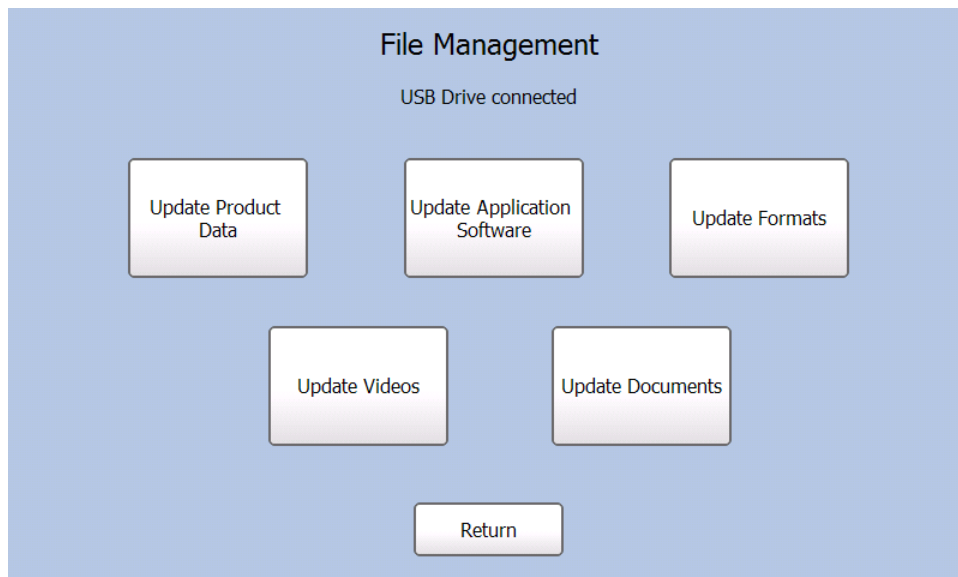 File Management
USB Drive connected
Update Product
Data
Update Application
Software
Update Formats
Update Videos
Update Documents
Return